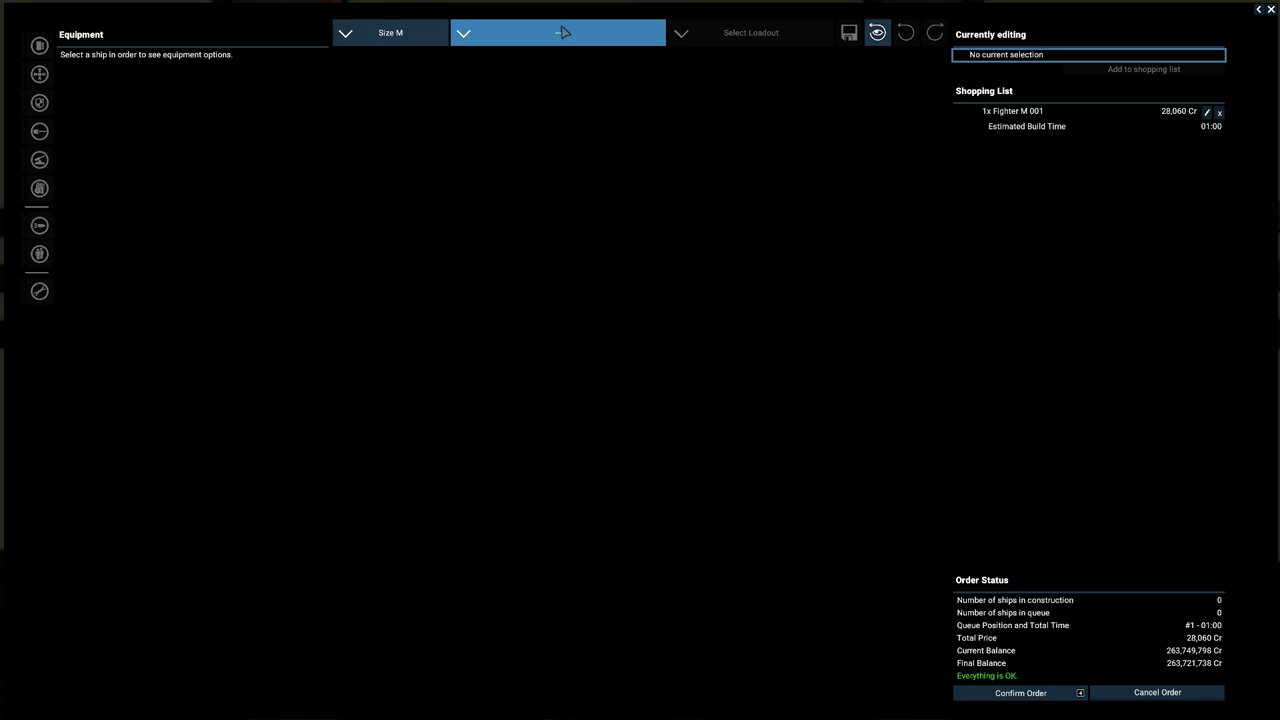 Equipment
Select a ship in order to see equipment options.
Size M
--
Select Loadout
Currently editing
No current selection
Add to shopping list
Shopping List
1x Fighter M 001 28,060 Cr x
Estimated Build Time 01:00
Order Status
Number of ships in construction 0
Number of ships in queue 0
Queue Position and Total Time #1 - 01:00
Total Price 28,060 Cr
Current Balance 263,749,798 Cr
Final Balance 263,721,738 Cr
Everything is OK.
Confirm Order
Cancel Order